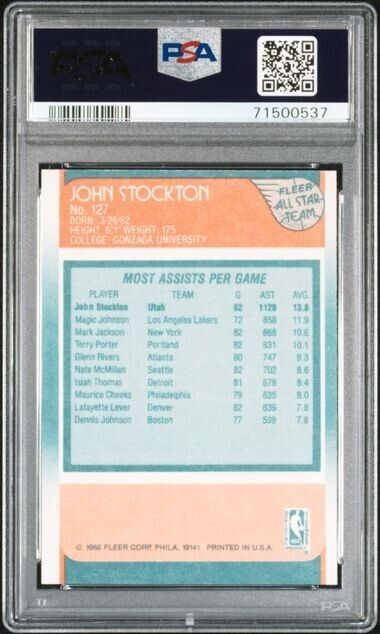 PSA
PSA
71500537
JOHN STOCKTON
No. 127
BORN: 3/26/62
HEIGHT: 6'1" WEIGHT: 175
COLLEGE: GONZAGA UNIVERSITY
FLEER
ALL STAR
TEAM
MOST ASSISTS PER GAME
PLAYER TEAM G AST AVG.
John Stockton Utah 82 1128 13.8
Magic Johnson Los Angeles Lakers 72 858 11.9
Mark Jackson New York 82 868 10.6
Terry Porter Portland 82 831 10.1
Glenn Rivers Atlanta 80 747 9.3
Nate McMillan Seattle 82 702 8.6
Isiah Thomas Detroit 81 678 8.4
Maurice Cheeks Philadelphia 79 635 8.0
Lafayette Lever Denver 82 639 7.8
Dennis Johnson Boston 77 598 7.8
© 1988 FLEER CORP. PHILA. 19141 PRINTED IN U.S.A.
NBA
PRODUCT
PSA